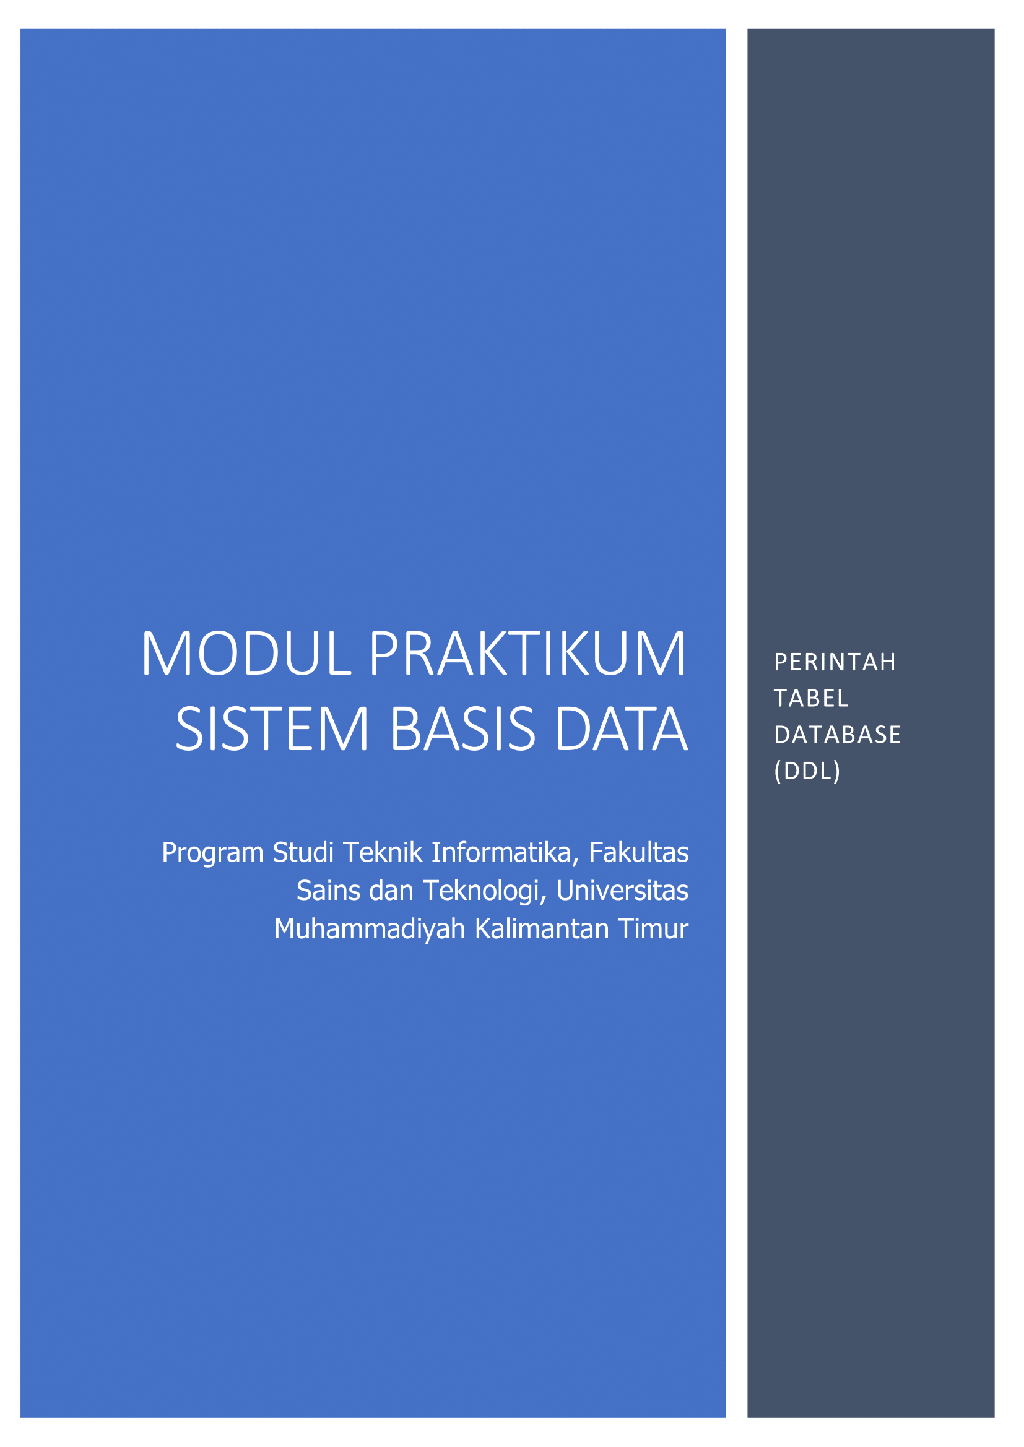 MODUL PRAKTIKUM
SISTEM BASIS DATA
Program Studi Teknik Informatika, Fakultas
Sains dan Teknologi, Universitas
Muhammadiyah Kalimantan Timur
PERINTAH
TABEL
DATABASE
(DDL)